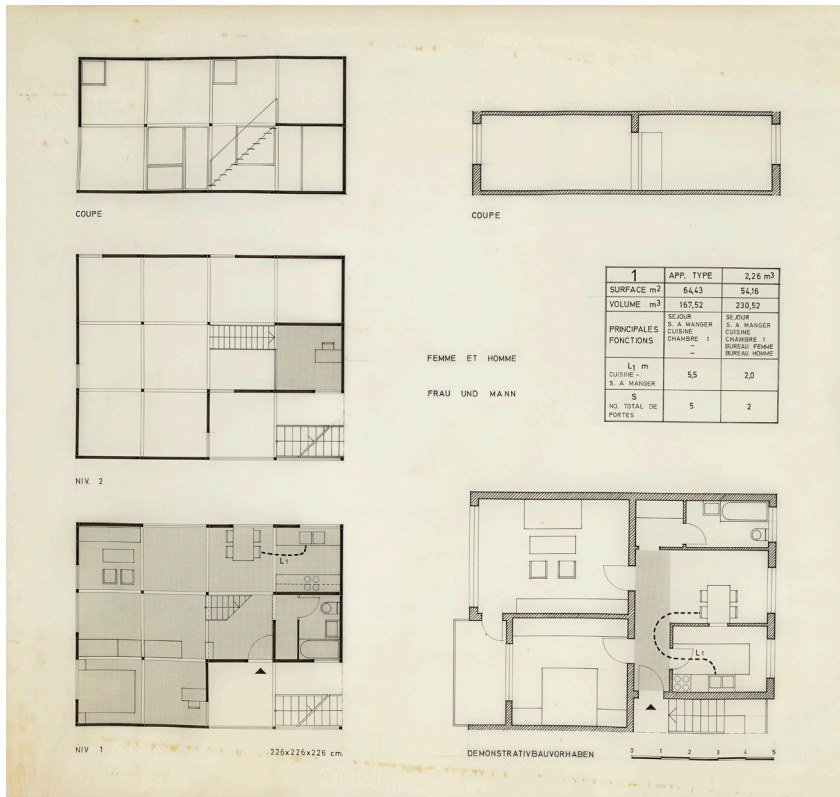 COUPE
COUPE
NIV. 2
FEMME ET HOMME
FRAU UND MANN
1 APP. TYPE 2,26 m³
SURFACE m² 64,43 54,16
VOLUME m³ 167,52 230,52
PRINCIPALES FONCTIONS
SEJOUR
S. A MANGER
CUISINE
CHAMBRE 1
–
–
SEJOUR
S. A MANGER
CUISINE
CHAMBRE 1
BUREAU FEMME
BUREAU HOMME
L1 m
CUISINE -
S. A MANGER
5,5 2,0
S
NO. TOTAL DE
PORTES
5 2
L1
L1
NIV 1
226x226x226 cm.
DEMONSTRATIVBAUVORHABEN
0 1 2 3 4 5